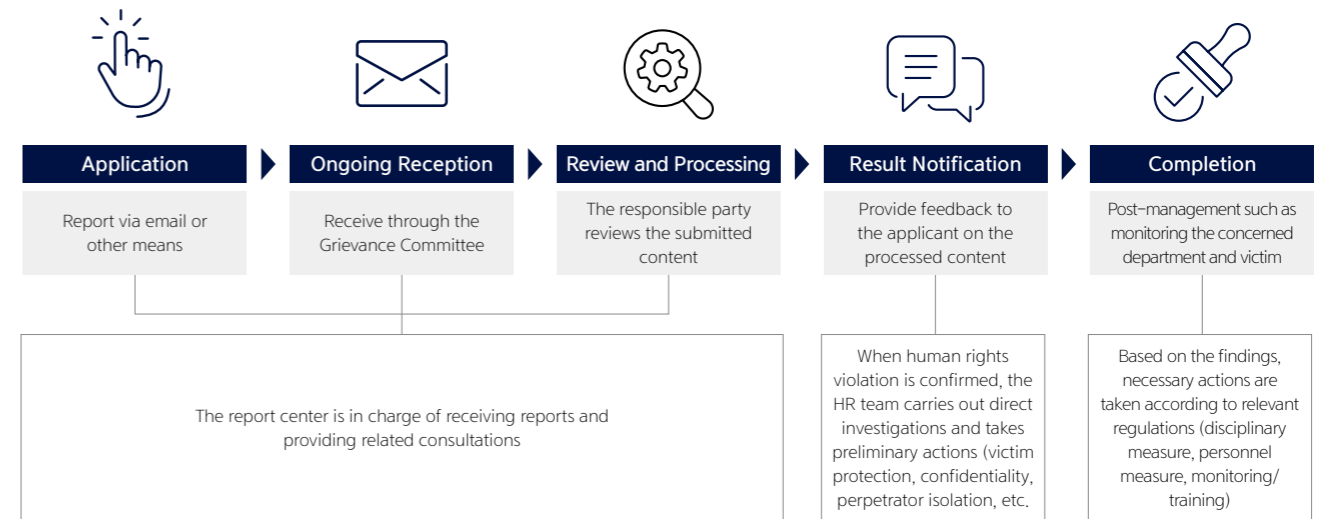 Application
Ongoing Reception
Review and Processing
Result Notification
Completion
Report via email or
other means
Receive through the
Grievance Committee
The responsible party
reviews the submitted
content
Provide feedback to
the applicant on the
processed content
Post-management such as
monitoring the concerned
department and victim
The report center is in charge of receiving reports and
providing related consultations
When human rights
violation is confirmed, the
HR team carries out direct
investigations and takes
preliminary actions (victim
protection, confidentiality,
perpetrator isolation, etc.
Based on the findings,
necessary actions are
taken according to relevant
regulations (disciplinary
measure, personnel
measure, monitoring/
training)